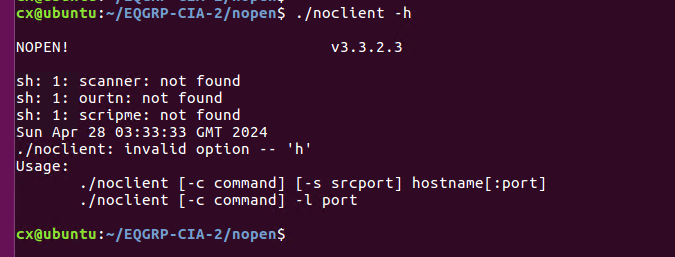 cx@ubuntu:~/EQGRP-CIA-2/nopen$ ./noclient -h
NOPEN!                             v3.3.2.3
sh: 1: scanner: not found
sh: 1: ourtn: not found
sh: 1: scripme: not found
Sun Apr 28 03:33:33 GMT 2024
./noclient: invalid option -- 'h'
Usage:
        ./noclient [-c command] [-s srcport] hostname[:port]
        ./noclient [-c command] -l port
cx@ubuntu:~/EQGRP-CIA-2/nopen$